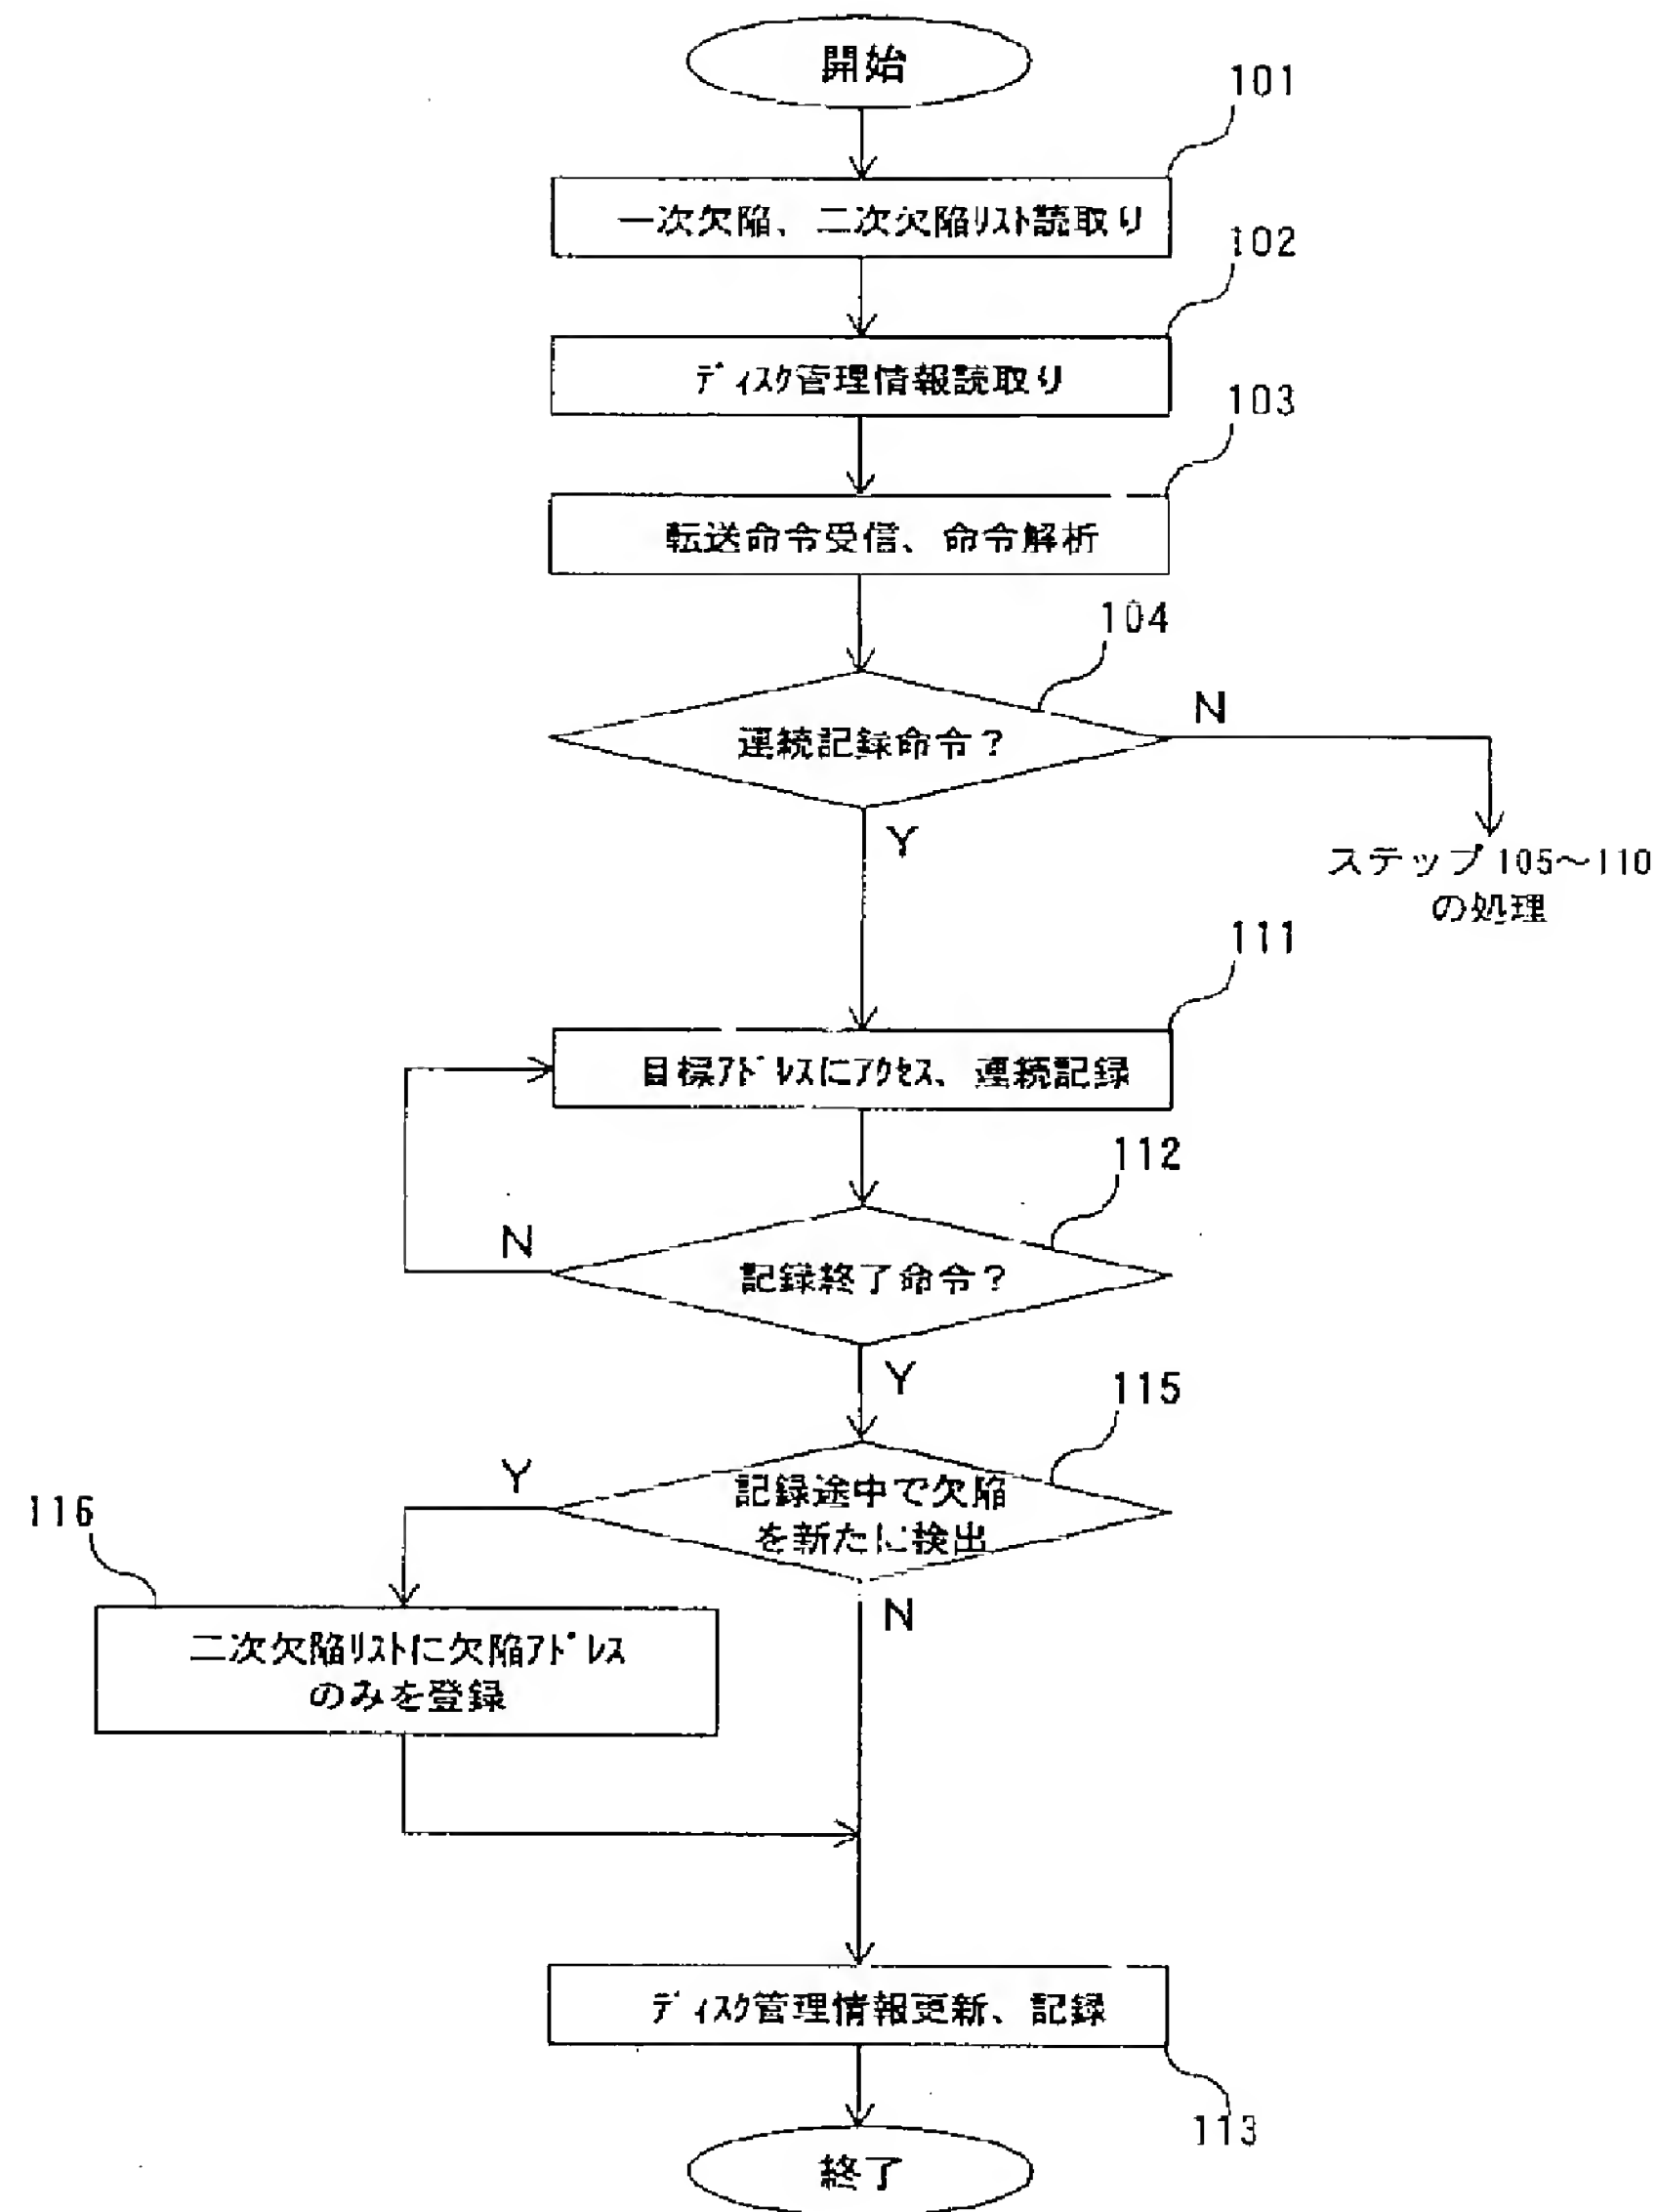 開始
101
一次欠陥、二次欠陥ﾘｽﾄ読取り
102
ﾃﾞｨｽｸ管理情報読取り
103
転送命令受信、命令解析
104
連続記録命令？
N
Y
ステップ105～110
の処理
111
目標ｱﾄﾞﾚｽにｱｸｾｽ、連続記録
112
N
記録終了命令？
Y
115
Y
記録途中で欠陥
を新たに検出
116
N
二次欠陥ﾘｽﾄに欠陥ｱﾄﾞﾚｽ
のみを登録
ﾃﾞｨｽｸ管理情報更新、記録
113
終了